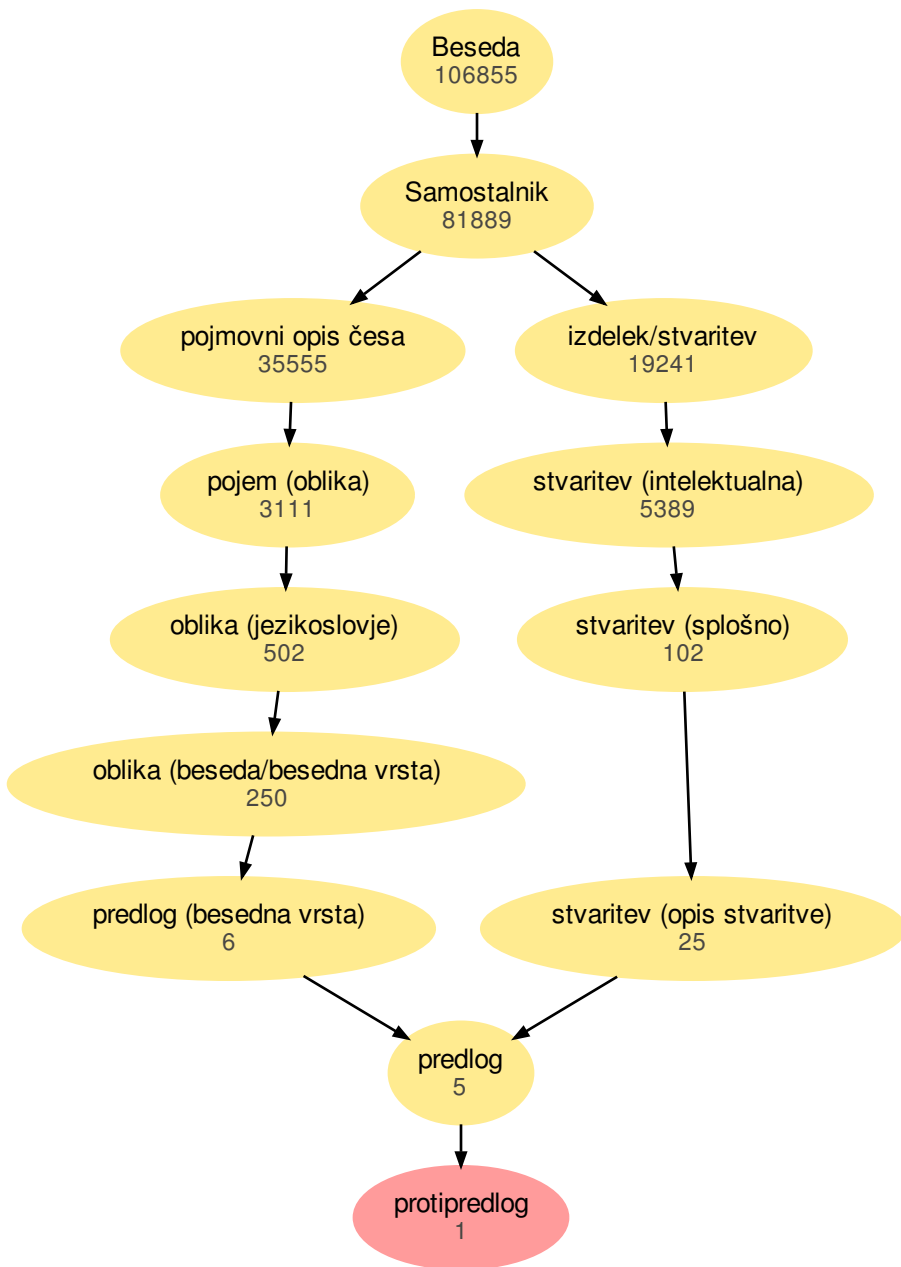 Beseda
106855
Samostalnik
81889
pojmovni opis česa
35555
izdelek/stvaritev
19241
pojem (oblika)
3111
stvaritev (intelektualna)
5389
oblika (jezikoslovje)
502
stvaritev (splošno)
102
oblika (beseda/besedna vrsta)
250
predlog (besedna vrsta)
6
stvaritev (opis stvaritve)
25
predlog
5
protipredlog
1